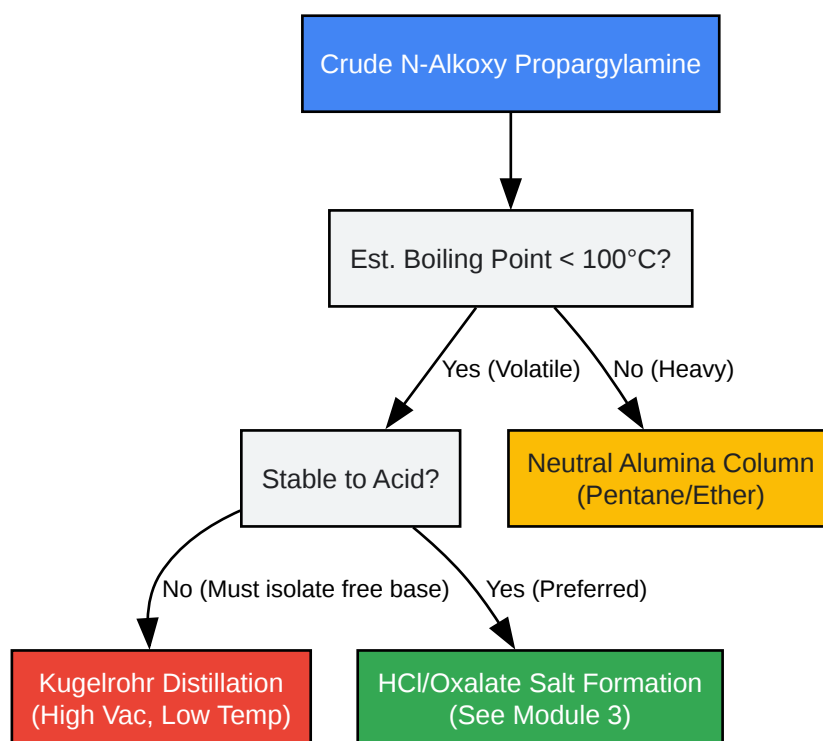 Crude N-Alkoxy Propargylamine
Est. Boiling Point < 100°C?
Yes (Volatile)
No (Heavy)
Stable to Acid?
Neutral Alumina Column
(Pentane/Ether)
No (Must isolate free base)
Yes (Preferred)
Kugelrohr Distillation
(High Vac, Low Temp)
HCl/Oxalate Salt Formation
(See Module 3)